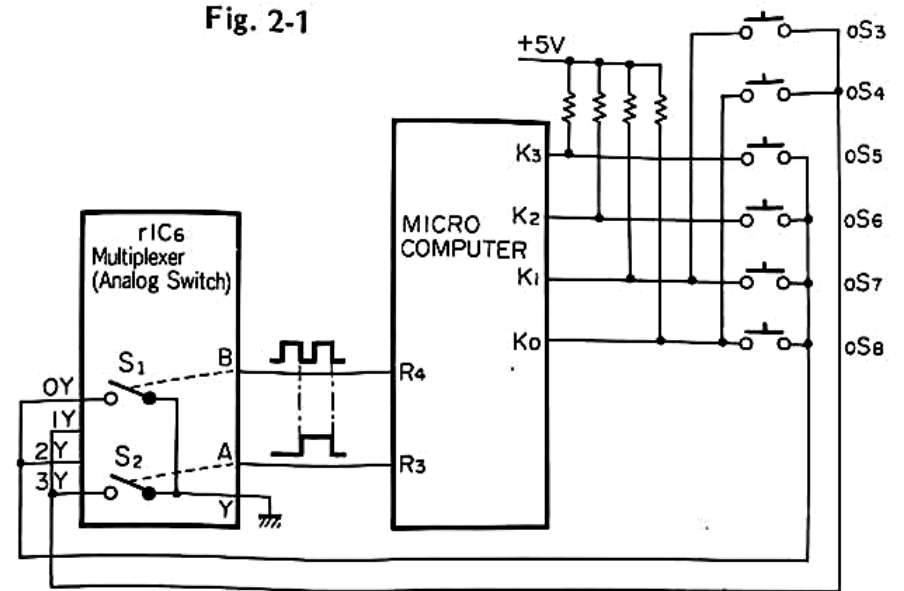 Fig. 2-1
+5V
oS3
oS4
K3
oS5
K2
oS6
rIC6
Multiplexer
(Analog Switch)
MICRO
COMPUTER
K1
oS7
K0
oS8
S1
B
R4
0Y
1Y
2Y
S2
A
R3
3Y
Y